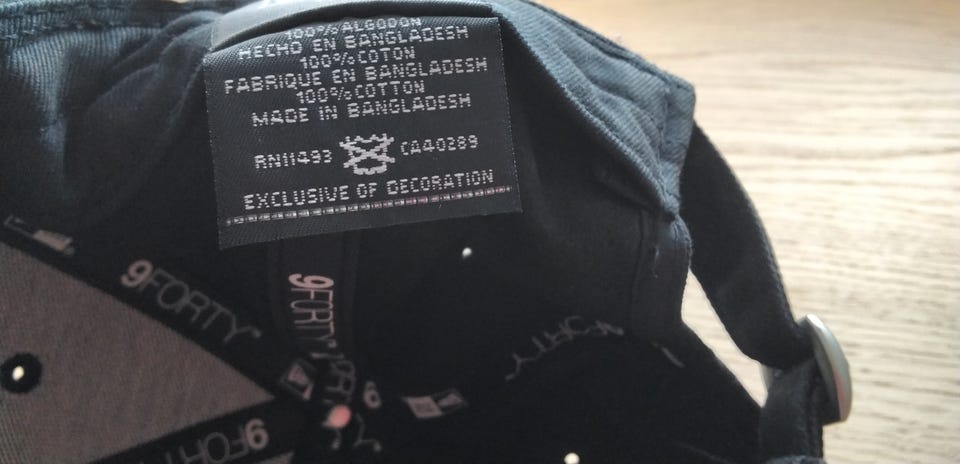 100% ALGODON
HECHO EN BANGLADESH
100% COTON
FABRIQUE EN BANGLADESH
100% COTTON
MADE IN BANGLADESH
RN11493 CA40289
EXCLUSIVE OF DECORATION
9FORTY™
9FORTY
9FORTY